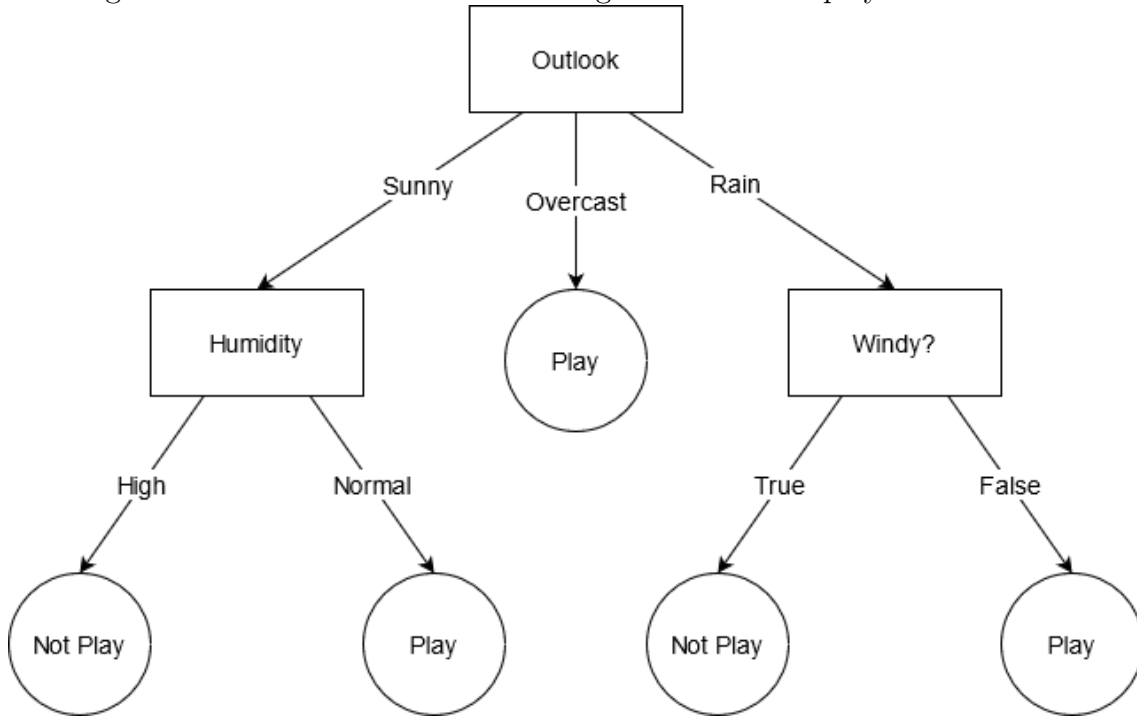 Outlook
Sunny
Overcast
Rain
Humidity
Play
Windy?
High
Normal
True
False
Not Play
Play
Not Play
Play